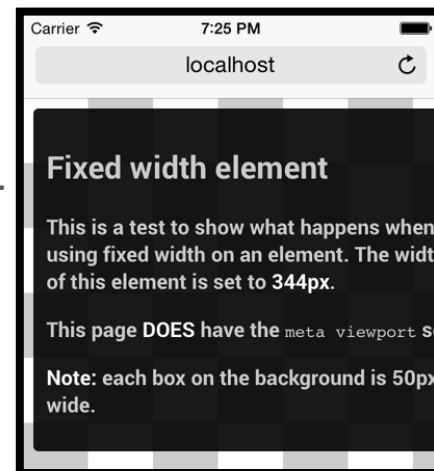 Carrier 7:25 PM
localhost
Fixed width element
This is a test to show what happens when
using fixed width on an element. The widt
of this element is set to 344px.
This page DOES have the meta viewport s
Note: each box on the background is 50px
wide.